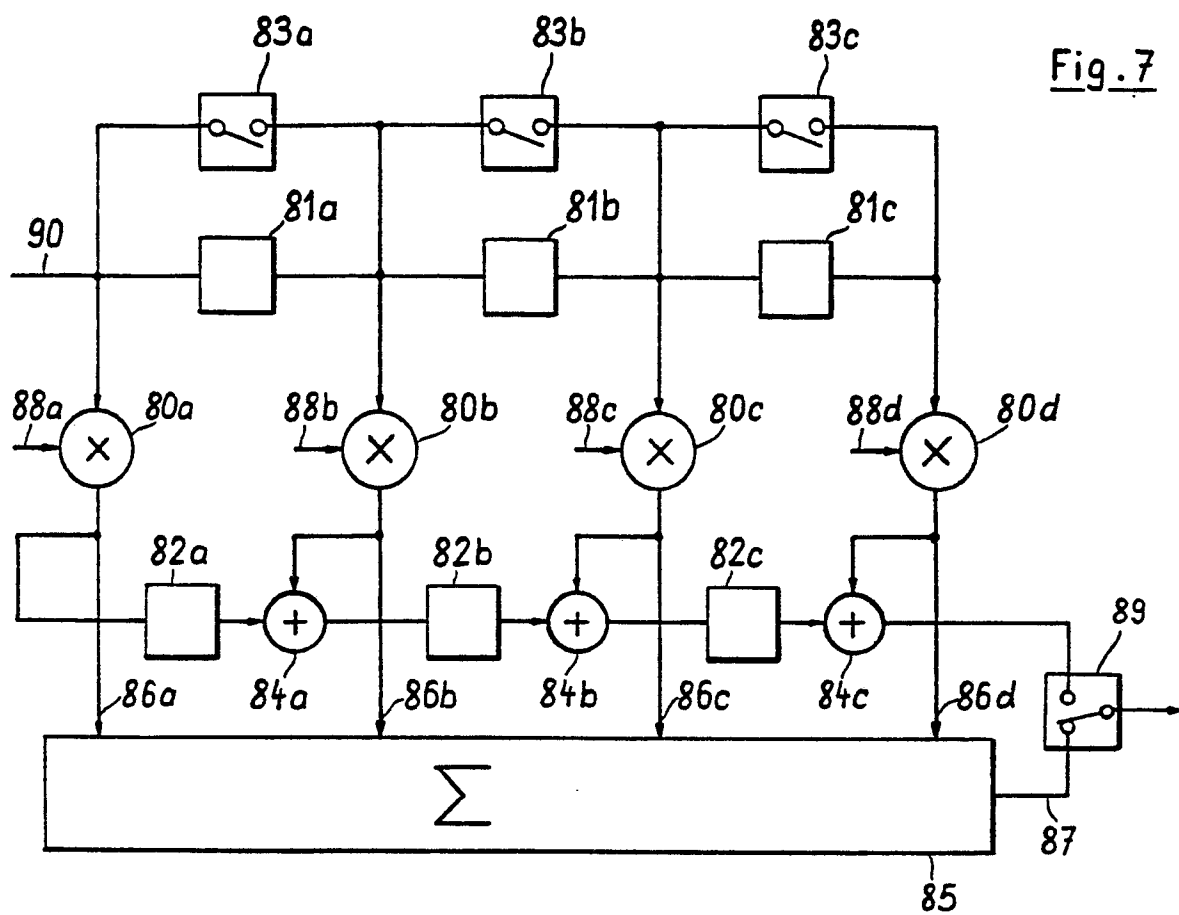 83a 83b 83c Fig. 7
81a 81b 81c
90
88a 80a 88b 80b 88c 80c 88d 80d
× × × ×
82a 82b 82c
+ + + 89
86a 84a 86b 84b 86c 84c 86d
Σ
87
85